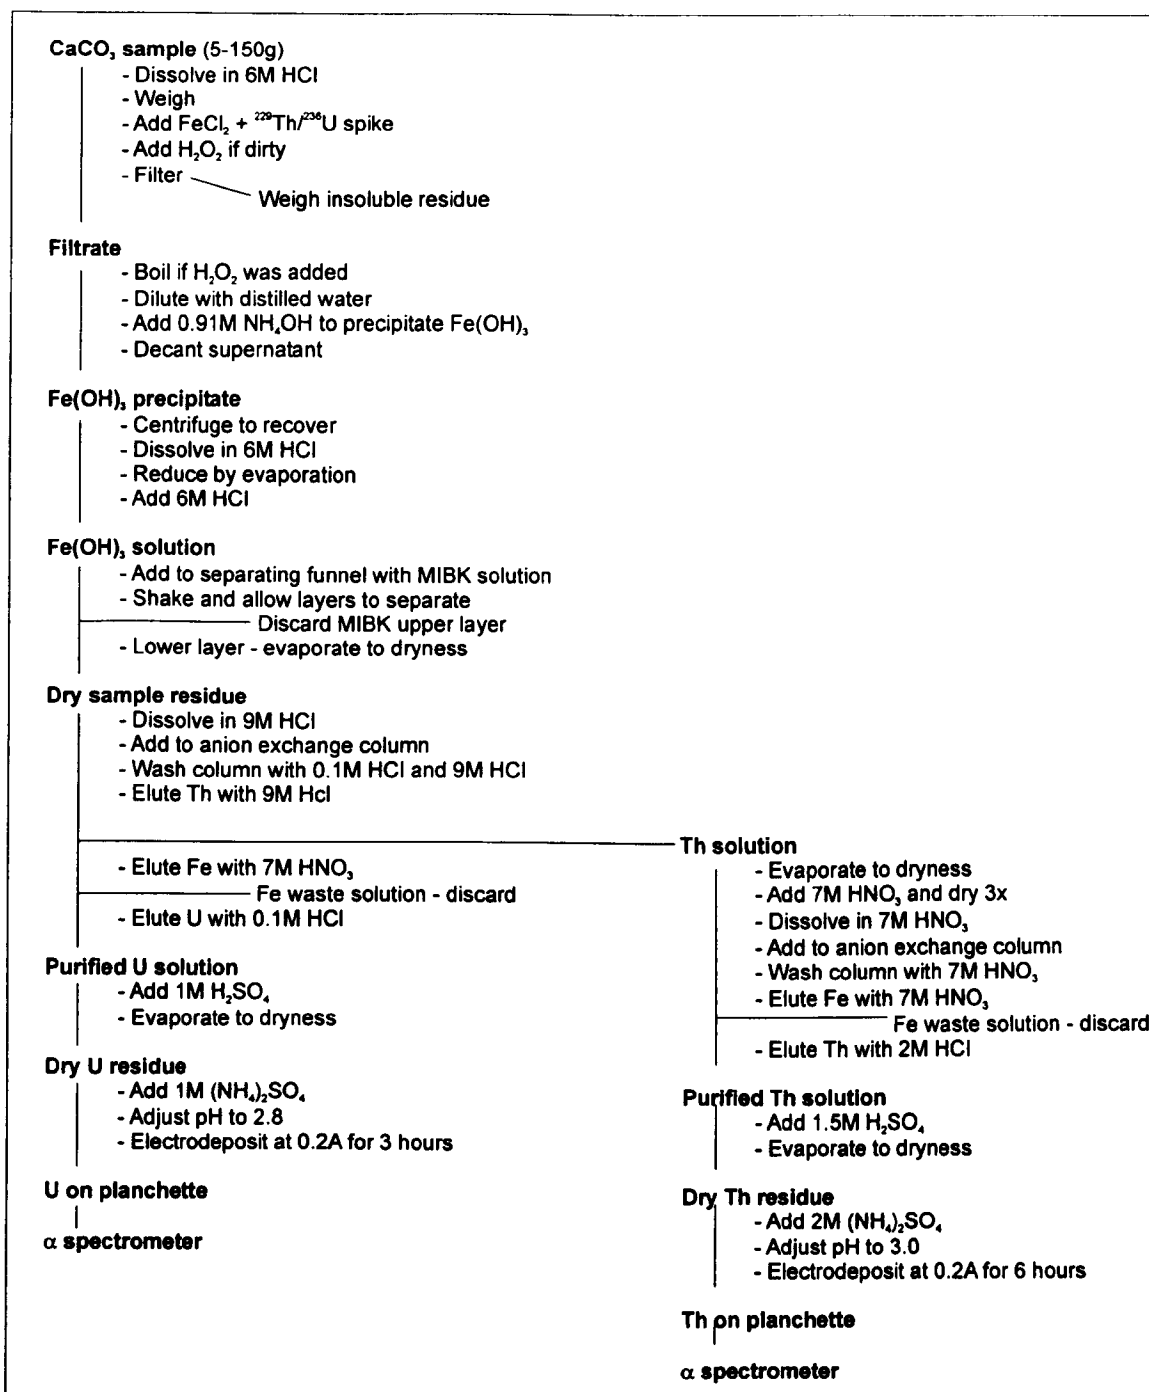 CaCO₃ sample (5-150g)
- Dissolve in 6M HCl
- Weigh
- Add FeCl₂ + ²²⁹Th/²³⁶U spike
- Add H₂O₂ if dirty
- Filter
Weigh insoluble residue
Filtrate
- Boil if H₂O₂ was added
- Dilute with distilled water
- Add 0.91M NH₄OH to precipitate Fe(OH)₃
- Decant supernatant
Fe(OH)₃ precipitate
- Centrifuge to recover
- Dissolve in 6M HCl
- Reduce by evaporation
- Add 6M HCl
Fe(OH)₃ solution
- Add to separating funnel with MIBK solution
- Shake and allow layers to separate
Discard MIBK upper layer
- Lower layer - evaporate to dryness
Dry sample residue
- Dissolve in 9M HCl
- Add to anion exchange column
- Wash column with 0.1M HCl and 9M HCl
- Elute Th with 9M Hcl
- Elute Fe with 7M HNO₃
Fe waste solution - discard
- Elute U with 0.1M HCl
Purified U solution
- Add 1M H₂SO₄
- Evaporate to dryness
Dry U residue
- Add 1M (NH₄)₂SO₄
- Adjust pH to 2.8
- Electrodeposit at 0.2A for 3 hours
U on planchette
α spectrometer
Th solution
- Evaporate to dryness
- Add 7M HNO₃ and dry 3x
- Dissolve in 7M HNO₃
- Add to anion exchange column
- Wash column with 7M HNO₃
- Elute Fe with 7M HNO₃
Fe waste solution - discard
- Elute Th with 2M HCl
Purified Th solution
- Add 1.5M H₂SO₄
- Evaporate to dryness
Dry Th residue
- Add 2M (NH₄)₂SO₄
- Adjust pH to 3.0
- Electrodeposit at 0.2A for 6 hours
Th on planchette
α spectrometer